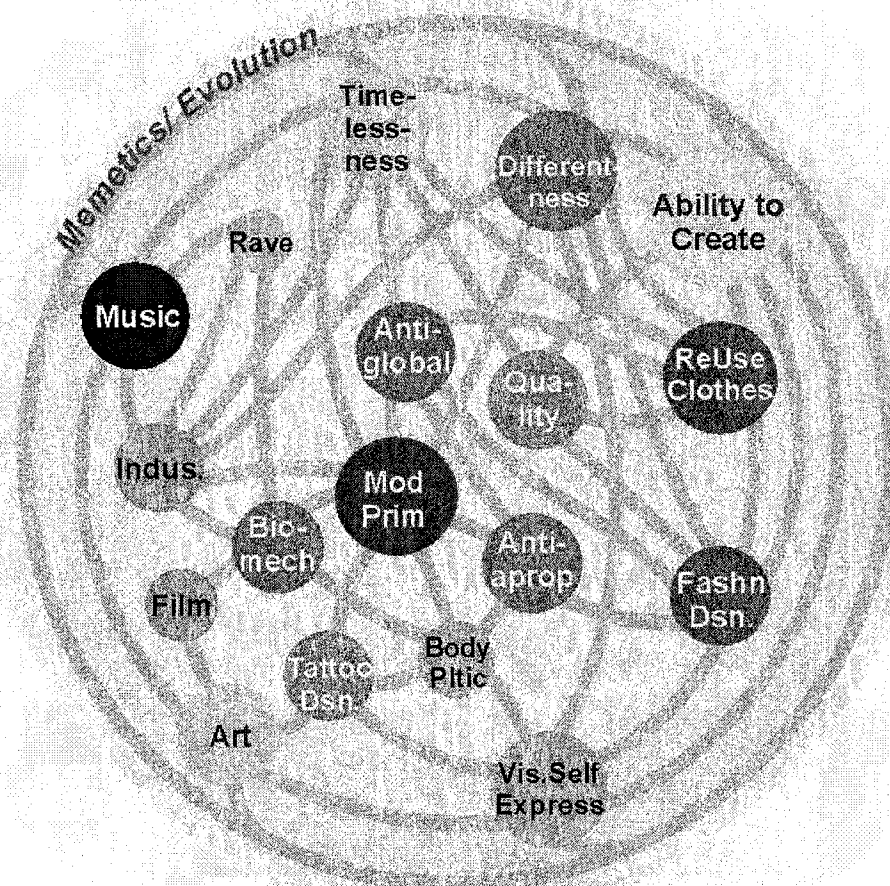 Memetics/ Evolution
Time-
less-
ness
Different
ness
Ability to
Create
Rave
Music
Anti-
global
Qua-
lity
ReUse
Clothes
Indus.
Mod
Prim
Bio-
mech
Anti-
aprop.
Fashn
Dsn.
Film
Body
Pltic
Tattoo
Dsn.
Art
Vis.Self
Express